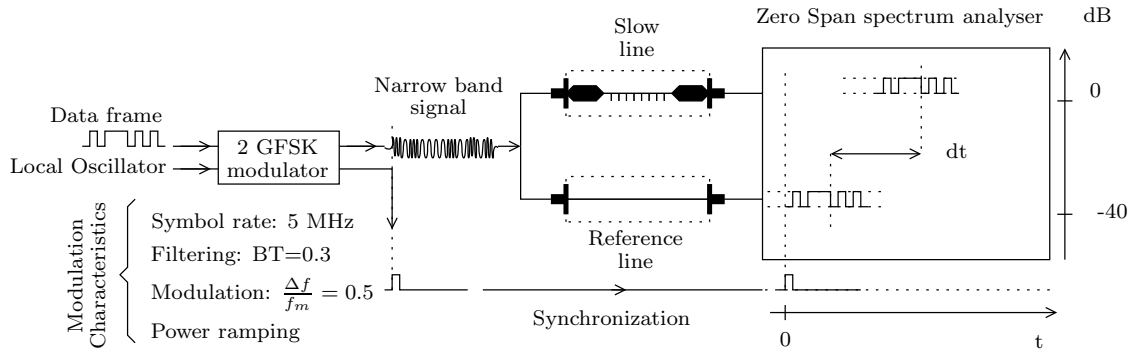 Zero Span spectrum analyser
dB
Slow
line
Narrow band
signal
0
Data frame
2 GFSK
modulator
Local Oscillator
dt
Modulation
Characteristics
Symbol rate: 5 MHz
Filtering: BT=0.3
Modulation: Δf/f_m = 0.5
Power ramping
Reference
line
-40
Synchronization
0
t